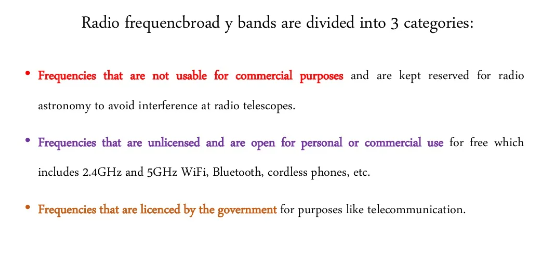 Radio frequencbroad y bands are divided into 3 categories:
• Frequencies that are not usable for commercial purposes and are kept reserved for radio
astronomy to avoid interference at radio telescopes.
• Frequencies that are unlicensed and are open for personal or commercial use for free which
includes 2.4GHz and 5GHz WiFi, Bluetooth, cordless phones, etc.
• Frequencies that are licenced by the government for purposes like telecommunication.